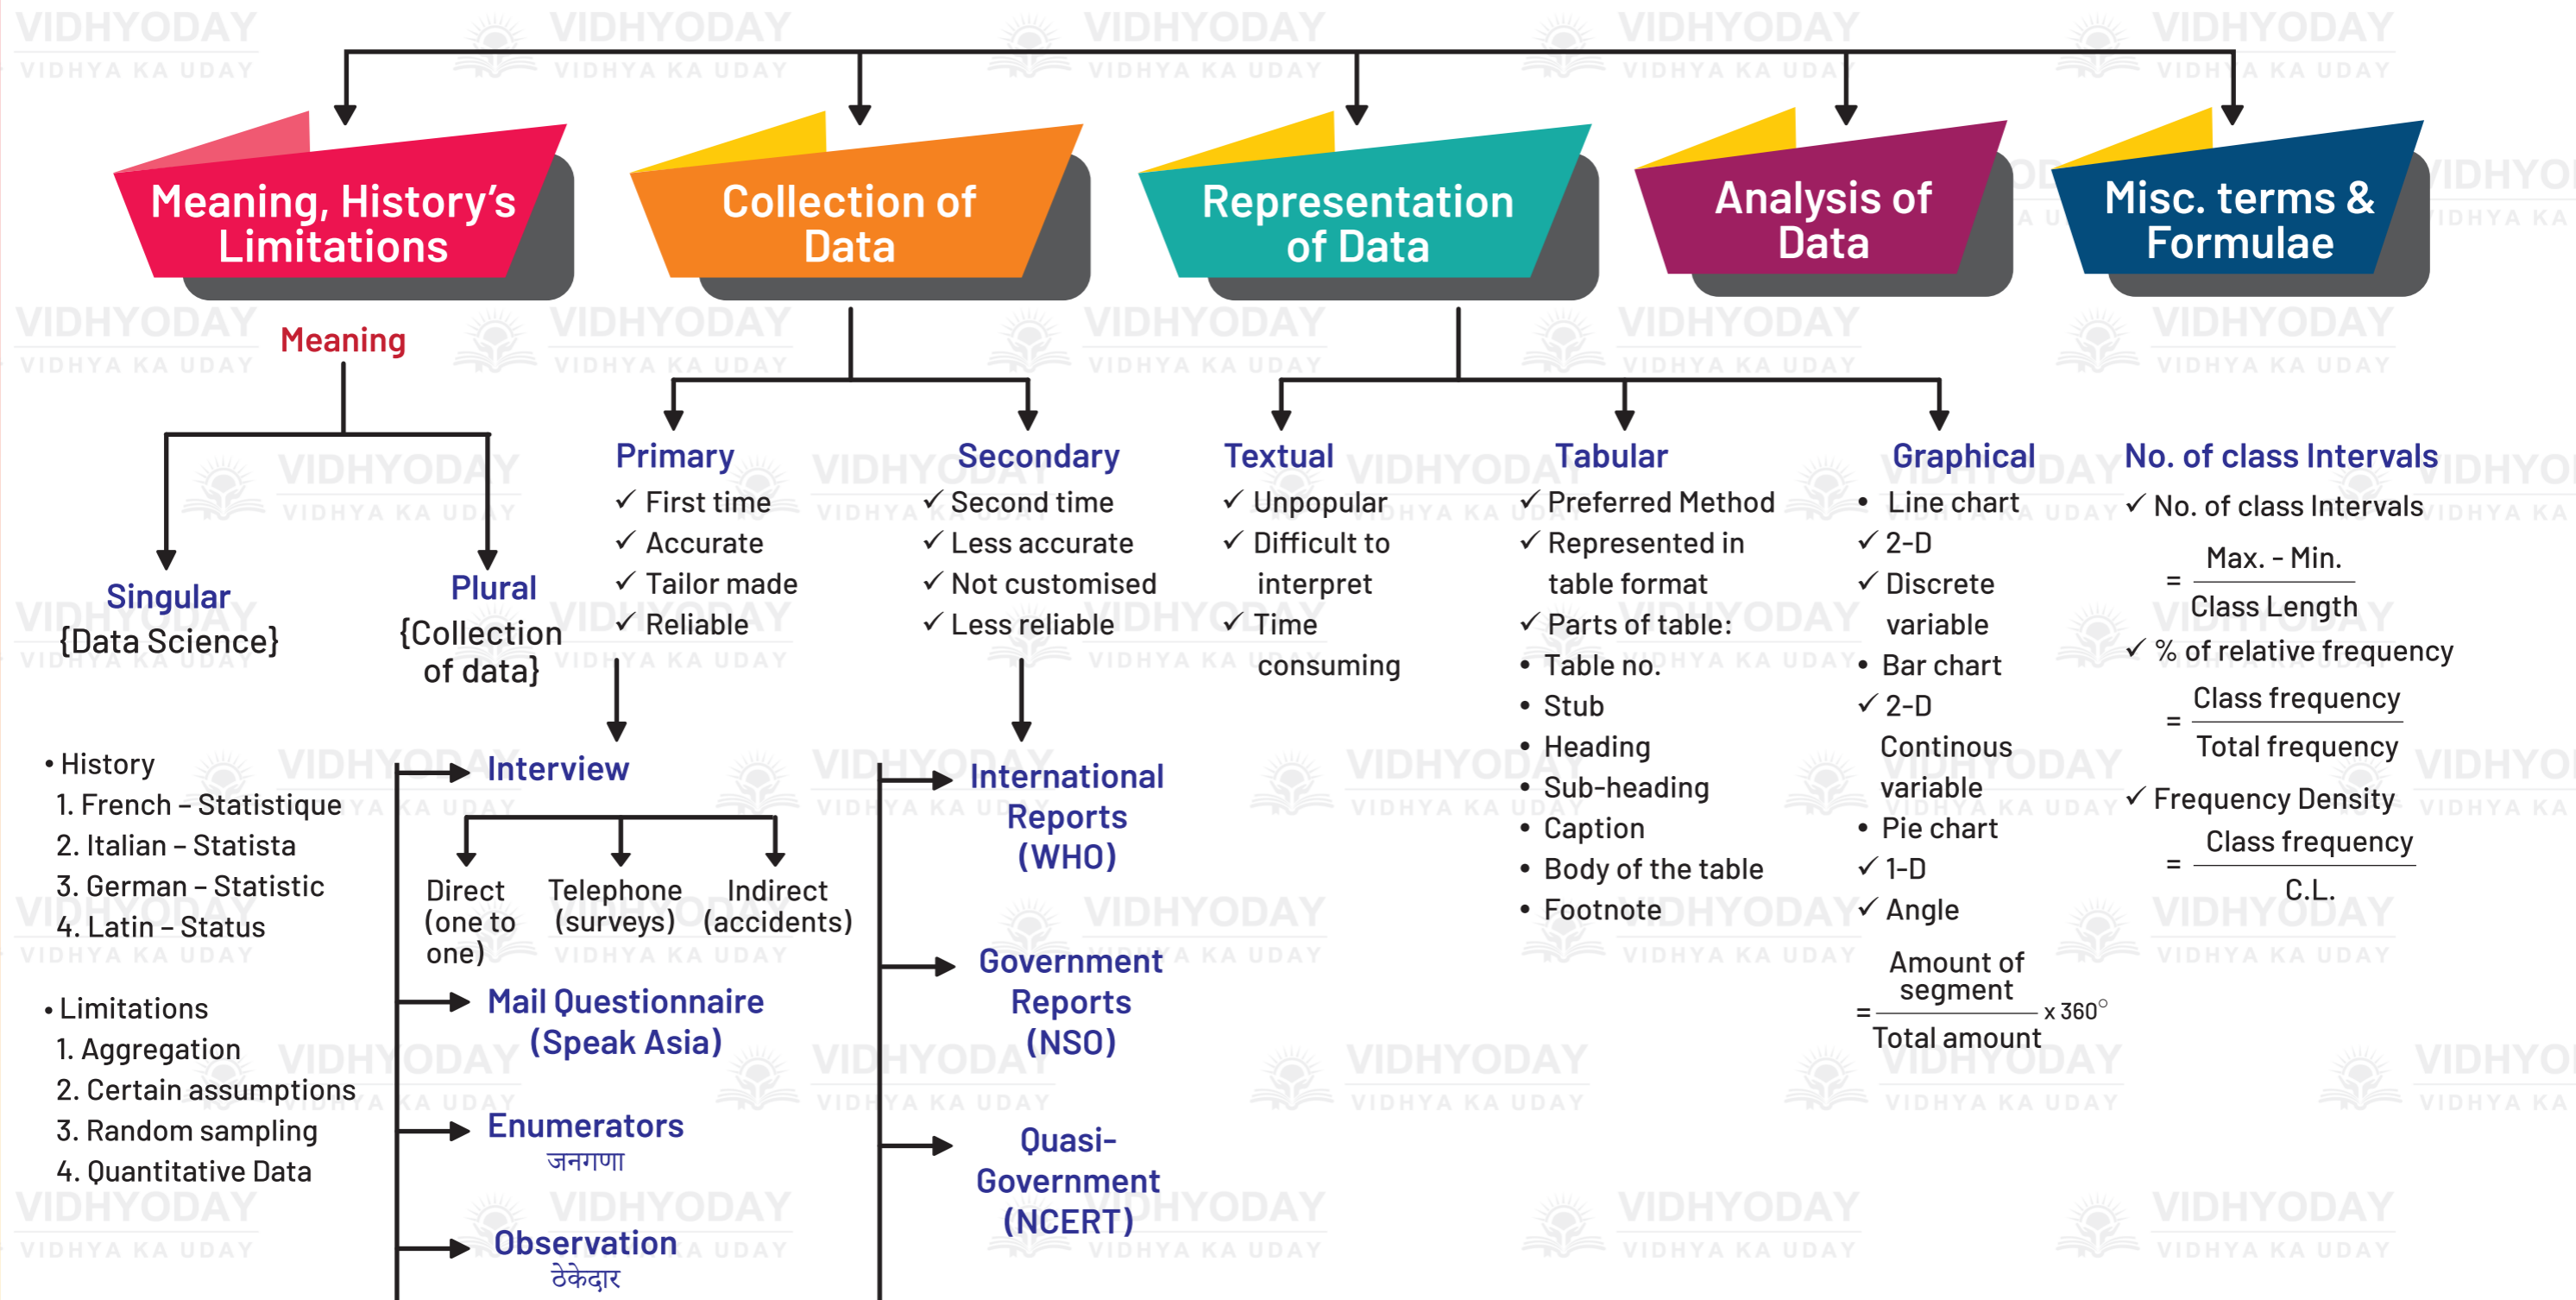 Meaning, History’s
Limitations
Collection of
Data
Representation
of Data
Analysis of
Data
Misc. terms &
Formulae
Meaning
Singular
{Data Science}
Plural
{Collection
of data}
• History
1. French – Statistique
2. Italian – Statista
3. German – Statistic
4. Latin – Status
• Limitations
1. Aggregation
2. Certain assumptions
3. Random sampling
4. Quantitative Data
Primary
✓ First time
✓ Accurate
✓ Tailor made
✓ Reliable
Interview
Direct
(one to
one)
Telephone
(surveys)
Indirect
(accidents)
Mail Questionnaire
(Speak Asia)
Enumerators
जनगणा
Observation
ठेकेदार
Secondary
✓ Second time
✓ Less accurate
✓ Not customised
✓ Less reliable
International
Reports
(WHO)
Government
Reports
(NSO)
Quasi-
Government
(NCERT)
Textual
✓ Unpopular
✓ Difficult to
interpret
✓ Time
consuming
Tabular
✓ Preferred Method
✓ Represented in
table format
✓ Parts of table:
• Table no.
• Stub
• Heading
• Sub-heading
• Caption
• Body of the table
• Footnote
Graphical
• Line chart
✓ 2-D
✓ Discrete
variable
• Bar chart
✓ 2-D
Continous
variable
• Pie chart
✓ 1-D
✓ Angle
Amount of
segment
= x 360°
Total amount
No. of class Intervals
✓ No. of class Intervals
Max. - Min.
=
Class Length
✓ % of relative frequency
Class frequency
=
Total frequency
✓ Frequency Density
Class frequency
=
C.L.
VIDHYODAY
VIDHYA KA UDAY